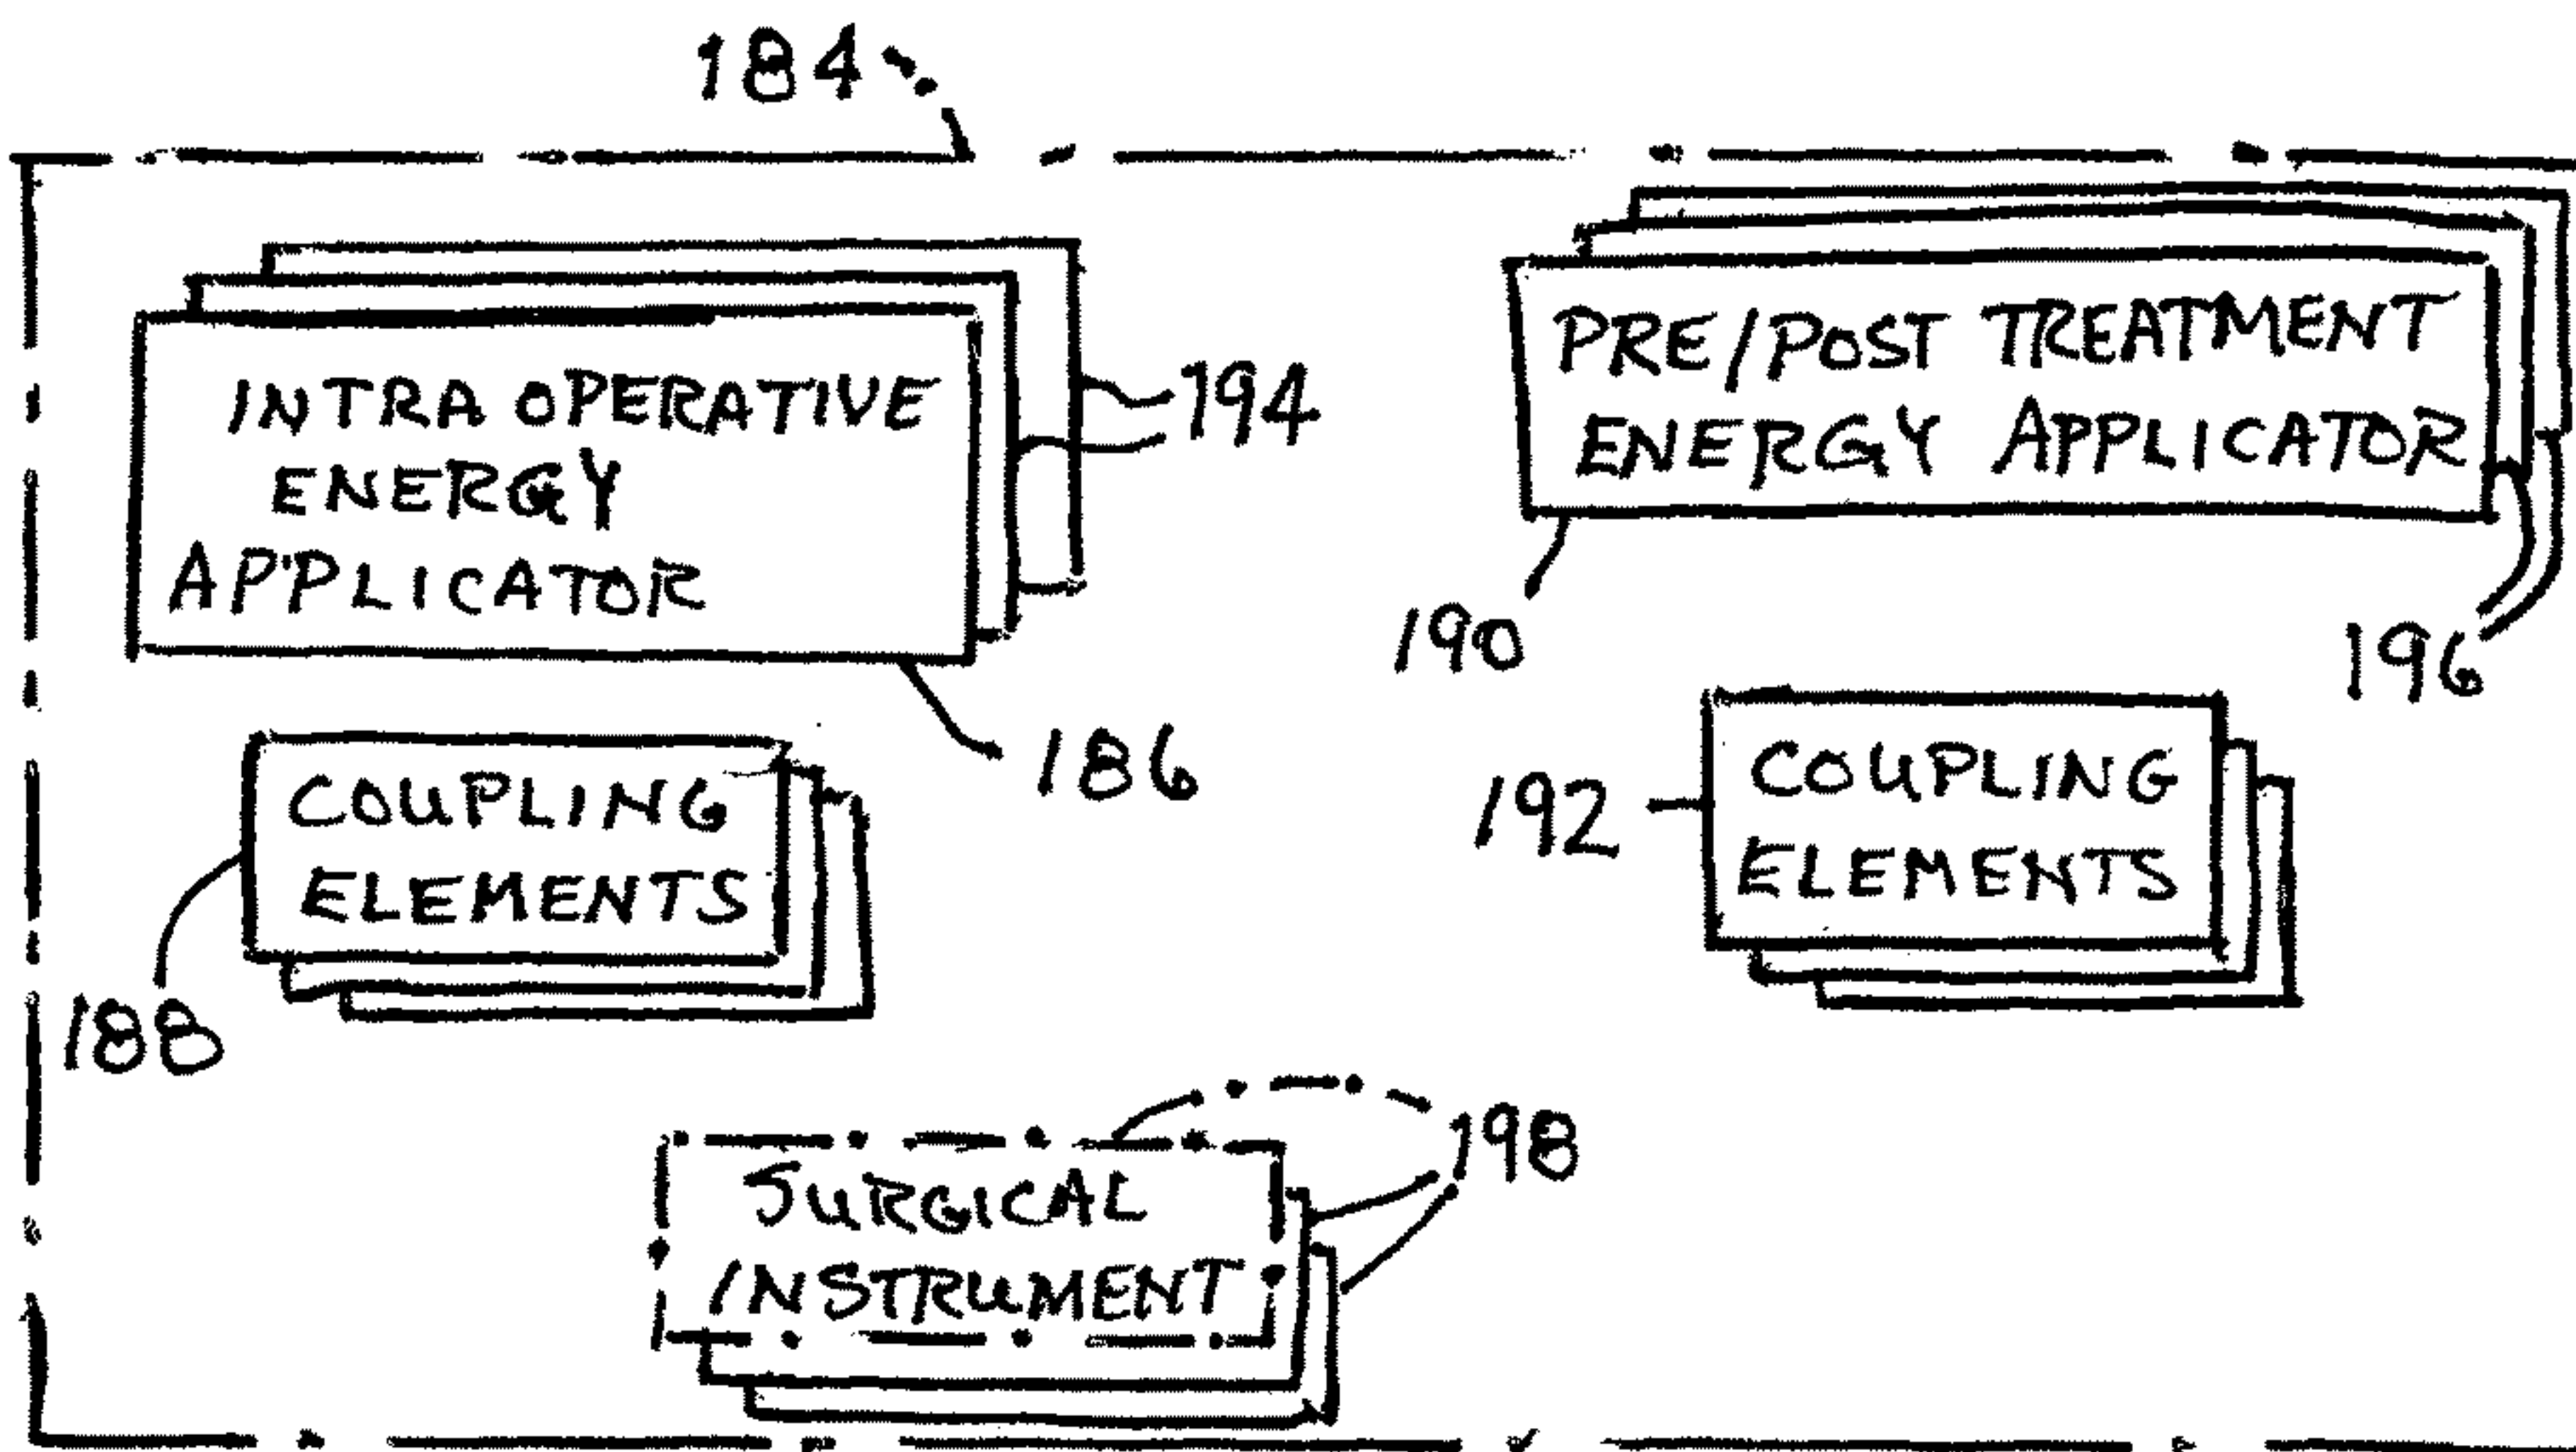 184
INTRA OPERATIVE
ENERGY
APPLICATOR
194
186
PRE/POST TREATMENT
ENERGY APPLICATOR
190
196
COUPLING
ELEMENTS
188
192
COUPLING
ELEMENTS
SURGICAL
INSTRUMENT
198